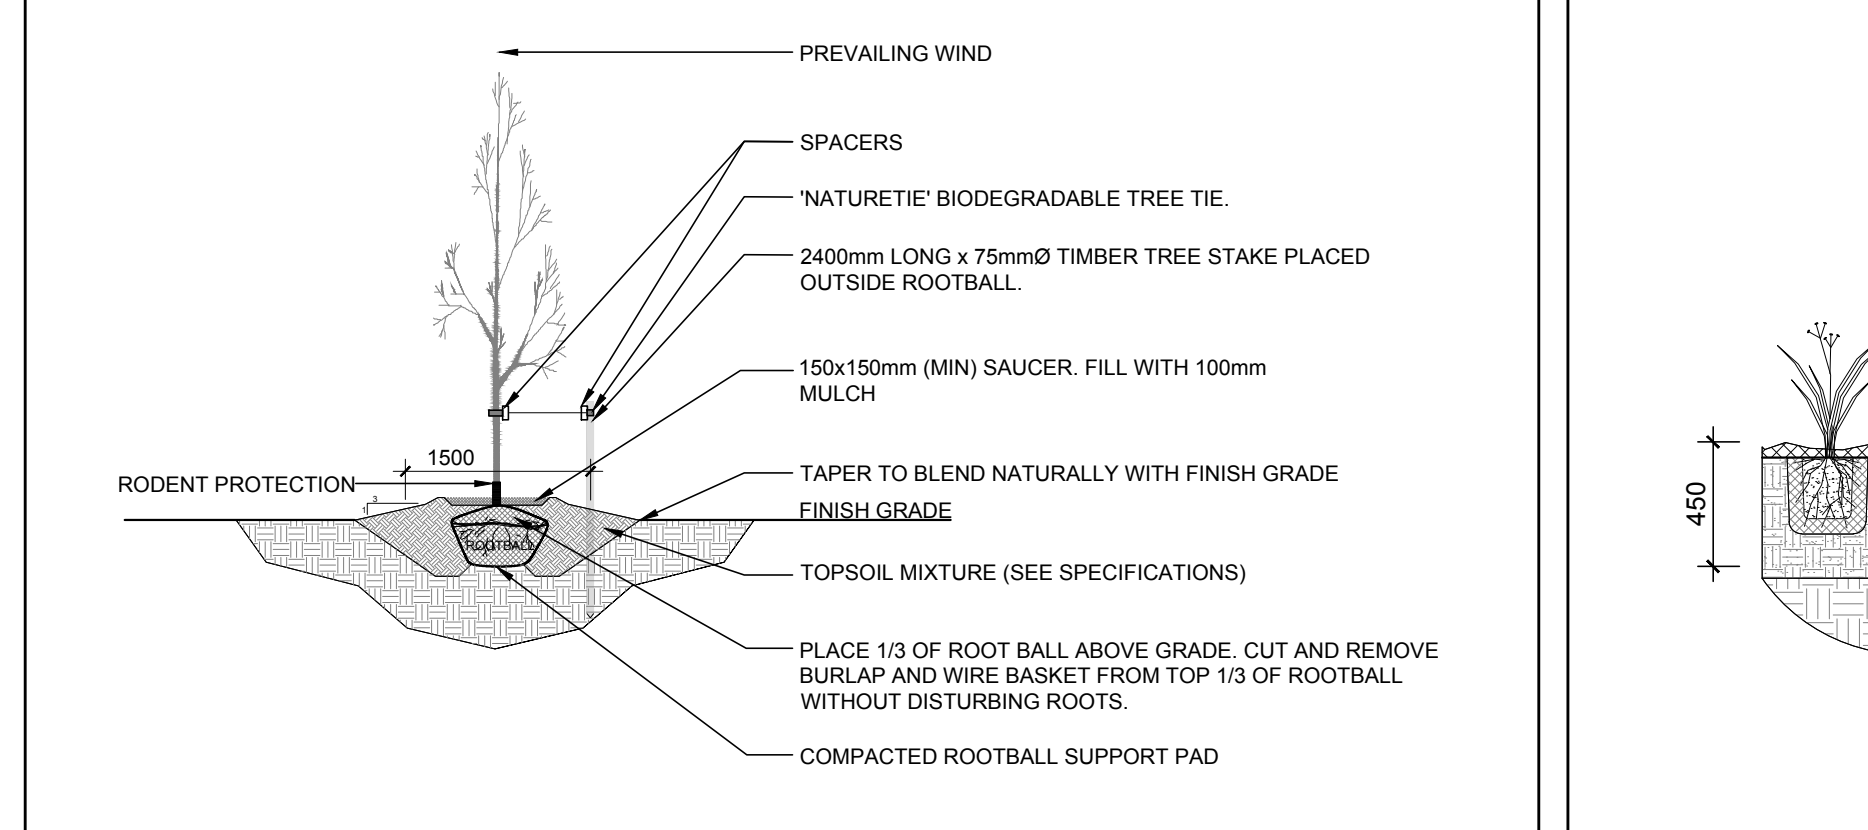 PREVAILING WIND
SPACERS
'NATURETIE' BIODEGRADABLE TREE TIE.
2400mm LONG x 75mmØ TIMBER TREE STAKE PLACED
OUTSIDE ROOTBALL.
150x150mm (MIN) SAUCER. FILL WITH 100mm
MULCH
1500
RODENT PROTECTION
3
1
TAPER TO BLEND NATURALLY WITH FINISH GRADE
FINISH GRADE
ROOTBALL
TOPSOIL MIXTURE (SEE SPECIFICATIONS)
PLACE 1/3 OF ROOT BALL ABOVE GRADE. CUT AND REMOVE
BURLAP AND WIRE BASKET FROM TOP 1/3 OF ROOTBALL
WITHOUT DISTURBING ROOTS.
COMPACTED ROOTBALL SUPPORT PAD
450